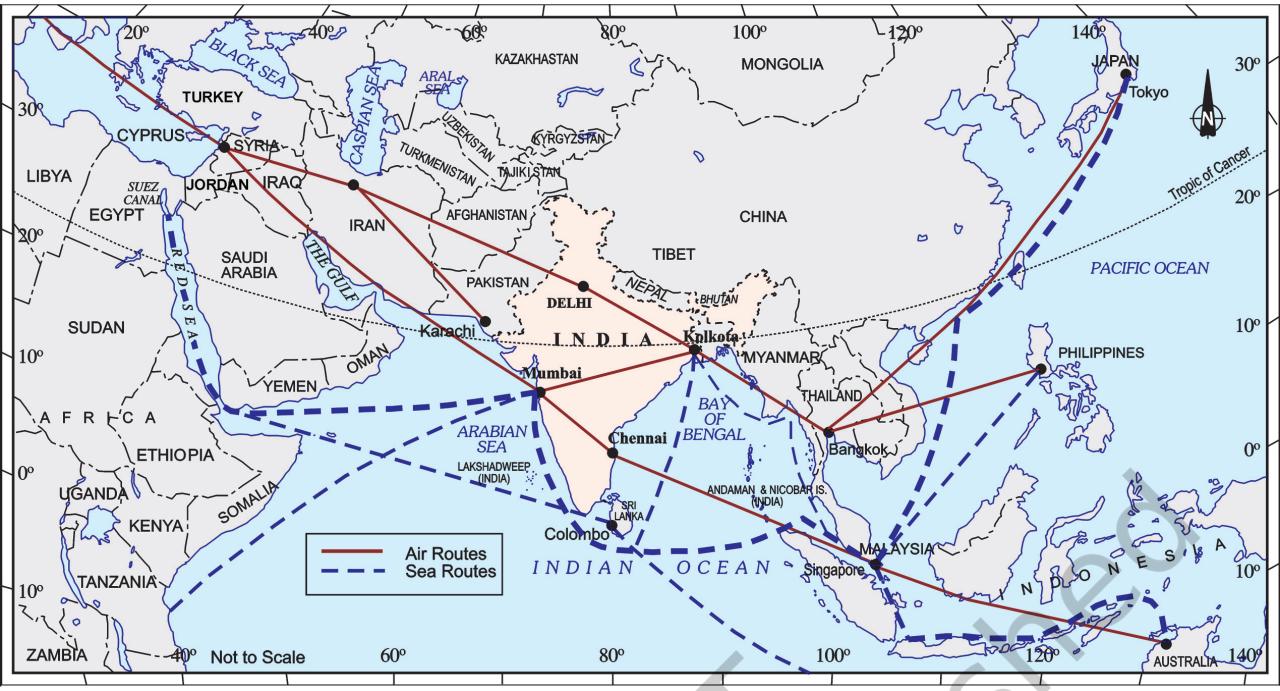 20º
40º
60º
80º
100º
120º
140º
BLACK SEA
ARAL
SEA
KAZAKHASTAN
MONGOLIA
JAPAN
30º
Tokyo
N
30º
TURKEY
CASPIAN SEA
UZBEKISTAN
KYRGYZSTAN
CYPRUS
SYRIA
TURKMENISTAN
TAJIKISTAN
Tropic of Cancer
LIBYA
SUEZ
CANAL
JORDAN
IRAQ
20º
EGYPT
IRAN
AFGHANISTAN
CHINA
20º
SAUDI
ARABIA
THE GULF
TIBET
PACIFIC OCEAN
RED SEA
PAKISTAN
NEPAL
BHUTAN
DELHI
SUDAN
Karachi
INDIA
Kolkota
10º
10º
OMAN
MYANMAR
PHILIPPINES
YEMEN
Mumbai
THAILAND
AFRICA
ARABIAN
SEA
BAY
OF
BENGAL
Chennai
Bangkok
0º
ETHIOPIA
LAKSHADWEEP
(INDIA)
0º
UGANDA
SOMALIA
ANDAMAN & NICOBAR IS.
(INDIA)
KENYA
SRI
LANKA
Colombo
MALAYSIA
Air Routes
Sea Routes
INDIAN OCEAN
Singapore
INDONESIA
10º
TANZANIA
10º
ZAMBIA
40º
Not to Scale
60º
80º
100º
120º
AUSTRALIA
140º
shed